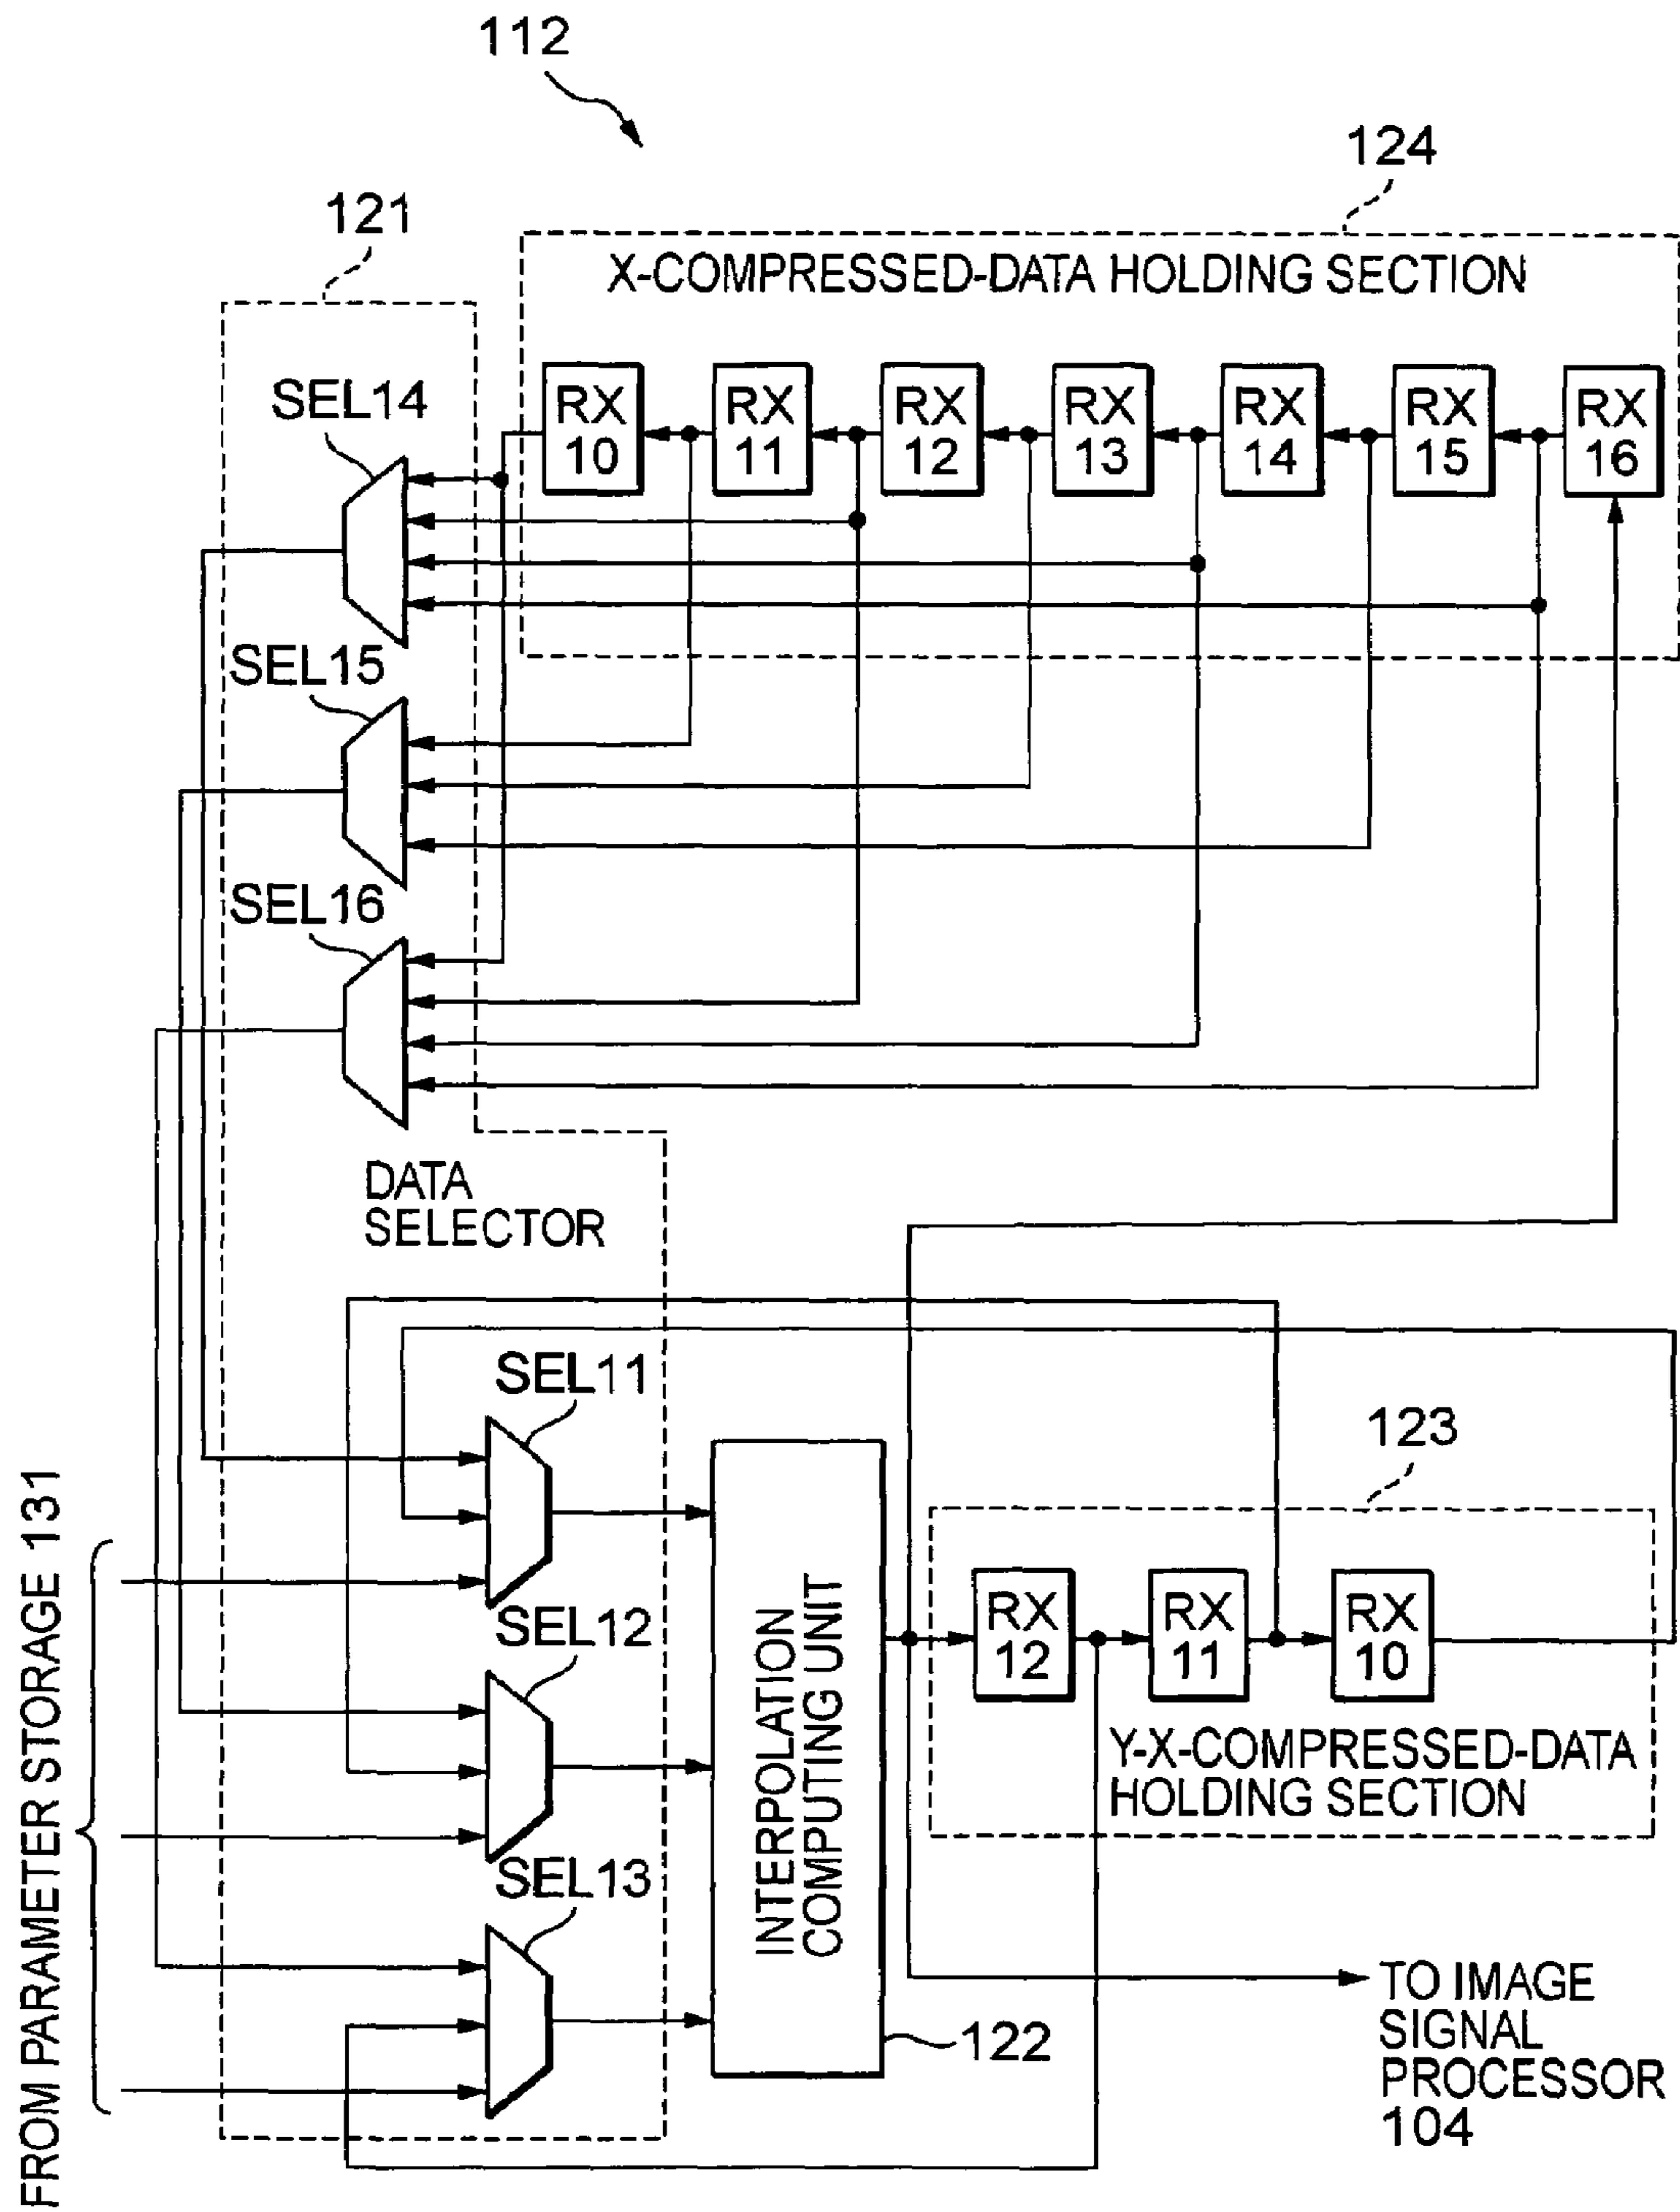 112
124
121
X-COMPRESSED-DATA HOLDING SECTION
SEL14
RX
10
RX
11
RX
12
RX
13
RX
14
RX
15
RX
16
SEL15
SEL16
DATA
SELECTOR
SEL11
123
FROM PARAMETER STORAGE 131
SEL12
INTERPOLATION
COMPUTING UNIT
RX
12
RX
11
RX
10
Y-X-COMPRESSED-DATA
HOLDING SECTION
SEL13
122
TO IMAGE
SIGNAL
PROCESSOR
104